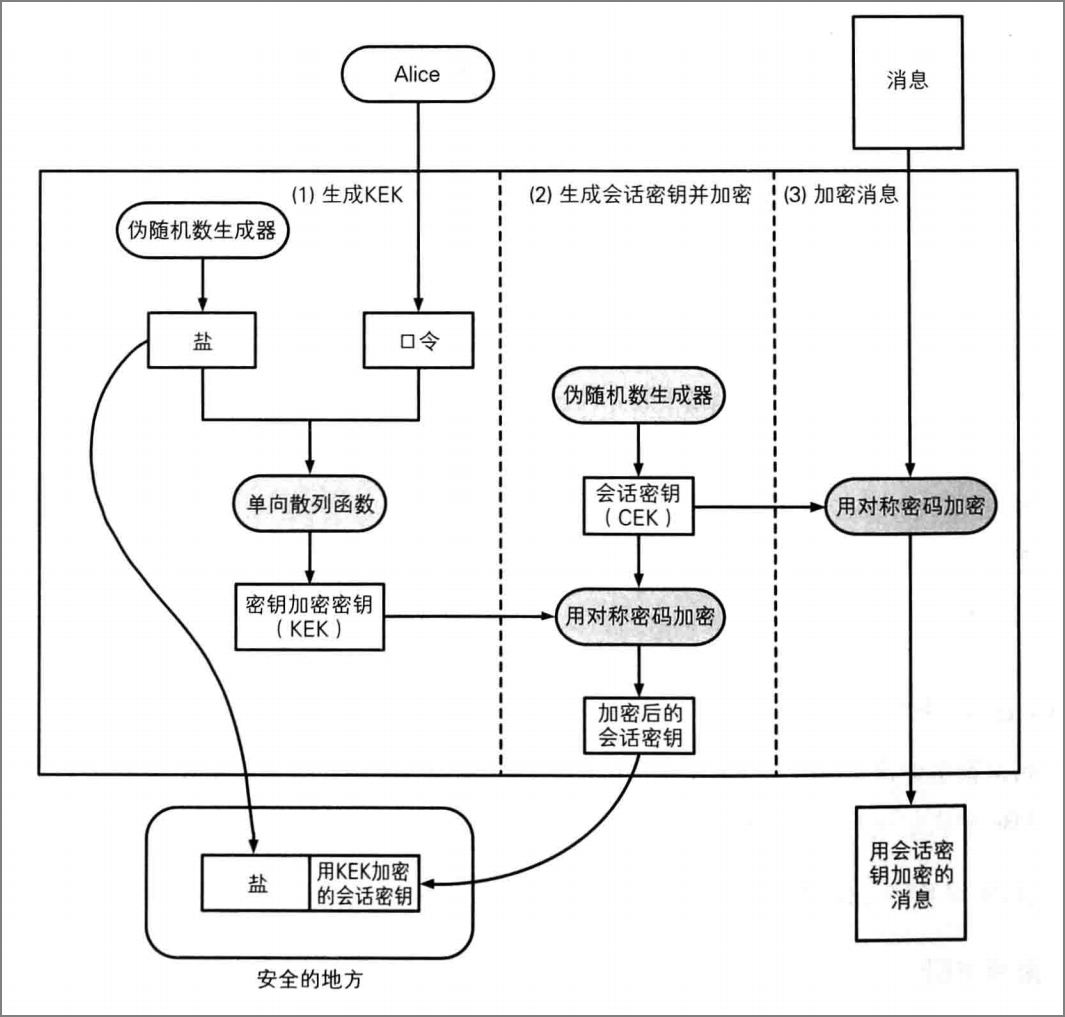 Alice
消息
(1) 生成KEK
(2) 生成会话密钥并加密
(3) 加密消息
伪随机数生成器
盐
口令
伪随机数生成器
单向散列函数
会话密钥
（CEK）
用对称密码加密
密钥加密密钥
（KEK）
用对称密码加密
加密后的
会话密钥
盐
用KEK加密
的会话密钥
用会话密
钥加密的
消息
安全的地方